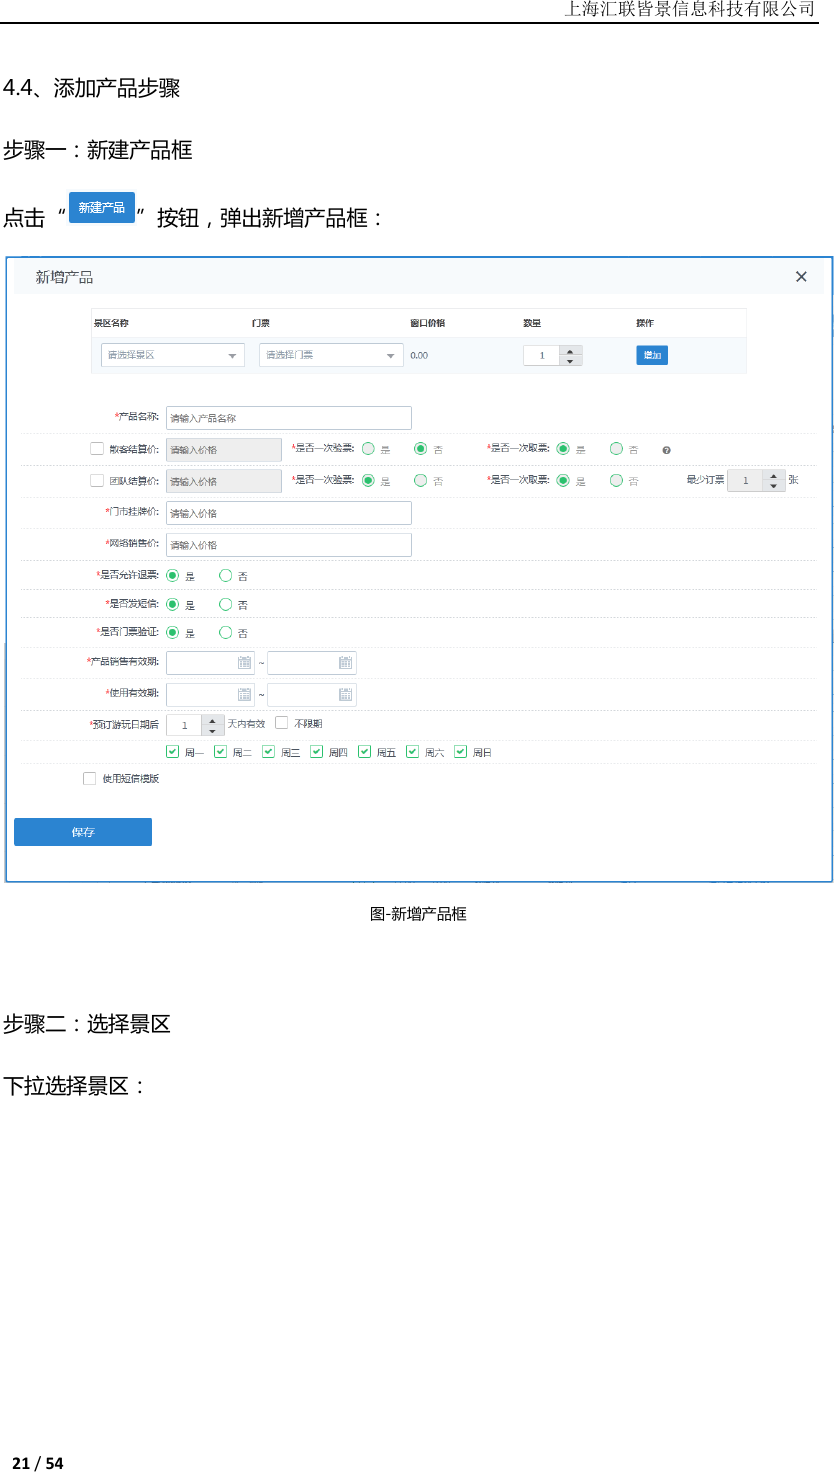 上海汇联皆景信息科技有限公司
4.4、添加产品步骤
步骤一：新建产品框
点击“新建产品”按钮，弹出新增产品框：
新增产品 ×
景区名称 门票 窗口价格 数量 操作
请选择景区 请选择门票 0.00 1 增加
*产品名称: 请输入产品名称
散客结算价: 请输入价格 *是否一次验票: 是 否 *是否一次取票: 是 否 ?
团队结算价: 请输入价格 *是否一次验票: 是 否 *是否一次取票: 是 否 最少订票 1 张
*门市挂牌价: 请输入价格
*网络销售价: 请输入价格
*是否允许退票: 是 否
*是否发短信: 是 否
*是否门票验证: 是 否
*产品销售有效期: ~
*使用有效期: ~
*预订游玩日期后 1 天内有效 不限期
周一 周二 周三 周四 周五 周六 周日
使用短信模版
保存
图-新增产品框
步骤二：选择景区
下拉选择景区：
21 / 54